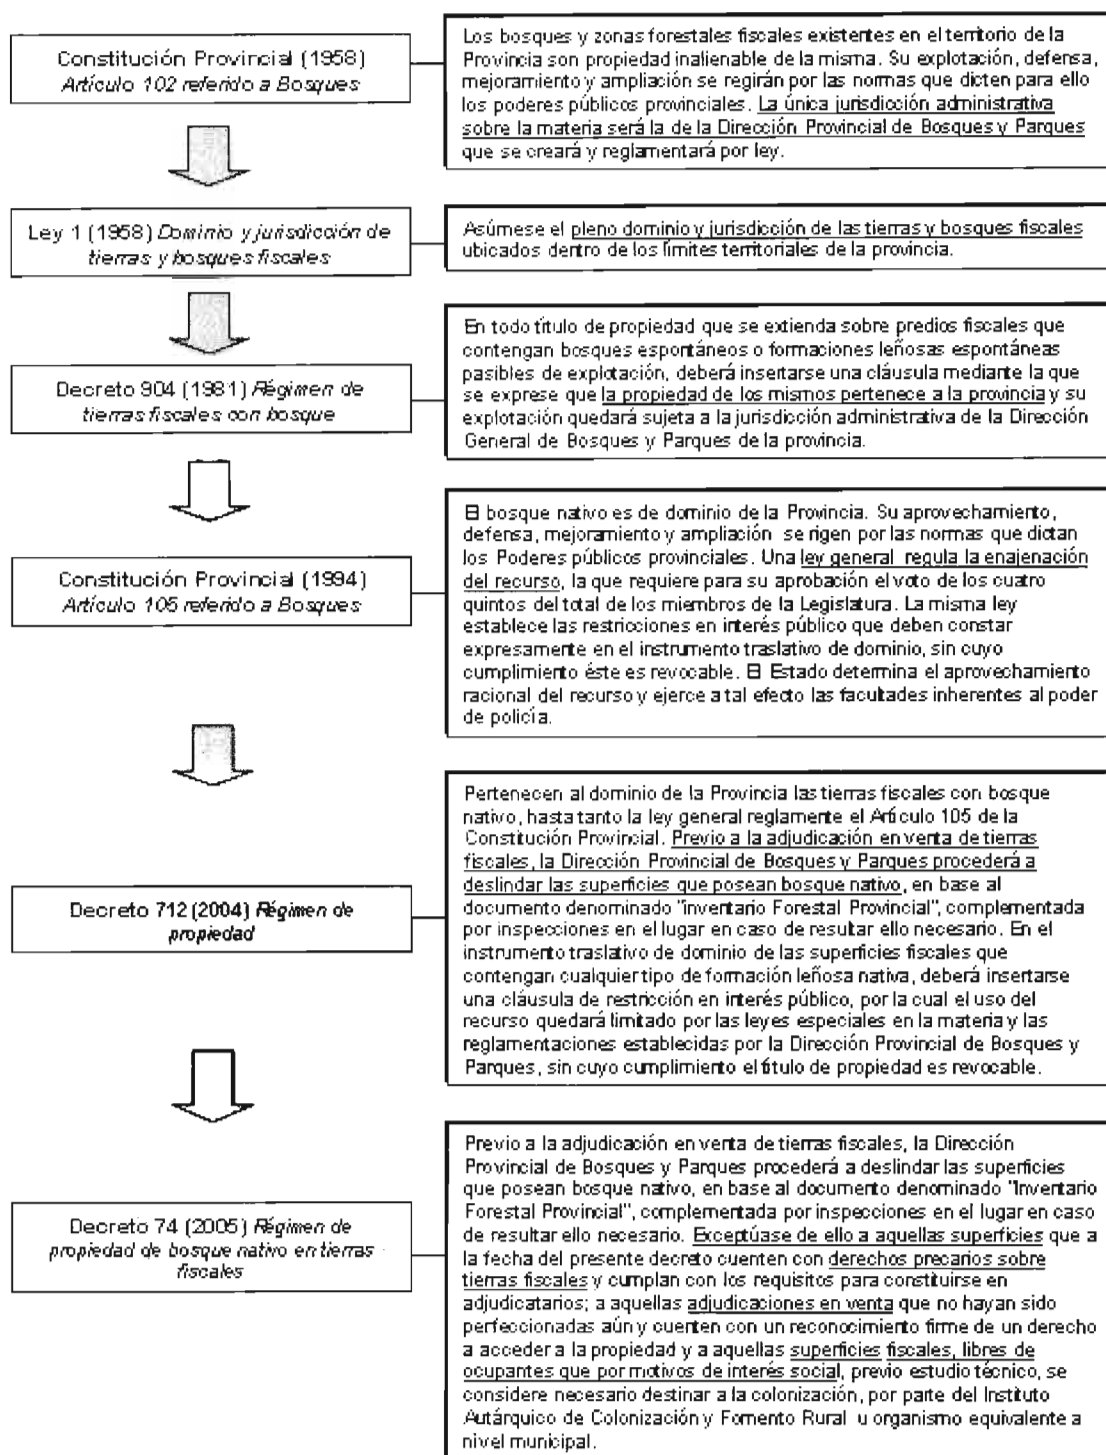 Constitución Provincial (1958)
Artículo 102 referido a Bosques
Los bosques y zonas forestales fiscales existentes en el territorio de la
Provincia son propiedad inalienable de la misma. Su explotación, defensa,
mejoramiento y ampliación se regirán por las normas que dicten para ello
los poderes públicos provinciales. La única jurisdicción administrativa
sobre la materia será la de la Dirección Provincial de Bosques y Parques
que se creará y reglamentará por ley.
Ley 1 (1958) Dominio y jurisdicción de
tierras y bosques fiscales
Asúmese el pleno dominio y jurisdicción de las tierras y bosques fiscales
ubicados dentro de los límites territoriales de la provincia.
Decreto 904 (1981) Régimen de
tierras fiscales con bosque
En todo título de propiedad que se extienda sobre predios fiscales que
contengan bosques espontáneos o formaciones leñosas espontáneas
pasibles de explotación, deberá insertarse una cláusula mediante la que
se exprese que la propiedad de los mismos pertenece a la provincia y su
explotación quedará sujeta a la jurisdicción administrativa de la Dirección
General de Bosques y Parques de la provincia.
Constitución Provincial (1994)
Artículo 105 referido a Bosques
El bosque nativo es de dominio de la Provincia. Su aprovechamiento,
defensa, mejoramiento y ampliación se rigen por las normas que dictan
los Poderes públicos provinciales. Una ley general regula la enajenación
del recurso, la que requiere para su aprobación el voto de los cuatro
quintos del total de los miembros de la Legislatura. La misma ley
establece las restricciones en interés público que deben constar
expresamente en el instrumento traslativo de dominio, sin cuyo
cumplimiento éste es revocable. El Estado determina el aprovechamiento
racional del recurso y ejerce a tal efecto las facultades inherentes al poder
de policía.
Decreto 712 (2004) Régimen de
propiedad
Pertenecen al dominio de la Provincia las tierras fiscales con bosque
nativo, hasta tanto la ley general reglamente el Artículo 105 de la
Constitución Provincial. Previo a la adjudicación en venta de tierras
fiscales, la Dirección Provincial de Bosques y Parques procederá a
deslindar las superficies que posean bosque nativo, en base al
documento denominado "inventario Forestal Provincial", complementada
por inspecciones en el lugar en caso de resultar ello necesario. En el
instrumento traslativo de dominio de las superficies fiscales que
contengan cualquier tipo de formación leñosa nativa, deberá insertarse
una cláusula de restricción en interés público, por la cual el uso del
recurso quedará limitado por las leyes especiales en la materia y las
reglamentaciones establecidas por la Dirección Provincial de Bosques y
Parques, sin cuyo cumplimiento el título de propiedad es revocable.
Decreto 74 (2005) Régimen de
propiedad de bosque nativo en tierras
fiscales
Previo a la adjudicación en venta de tierras fiscales, la Dirección
Provincial de Bosques y Parques procederá a deslindar las superficies
que posean bosque nativo, en base al documento denominado "Inventario
Forestal Provincial", complementada por inspecciones en el lugar en caso
de resultar ello necesario. Exceptúase de ello a aquellas superficies que a
la fecha del presente decreto cuenten con derechos precarios sobre
tierras fiscales y cumplan con los requisitos para constituirse en
adjudicatarios; a aquellas adjudicaciones en venta que no hayan sido
perfeccionadas aún y cuenten con un reconocimiento firme de un derecho
a acceder a la propiedad y a aquellas superficies fiscales, libres de
ocupantes que por motivos de interés social, previo estudio técnico, se
considere necesario destinar a la colonización, por parte del Instituto
Autárquico de Colonización y Fomento Rural u organismo equivalente a
nivel municipal.